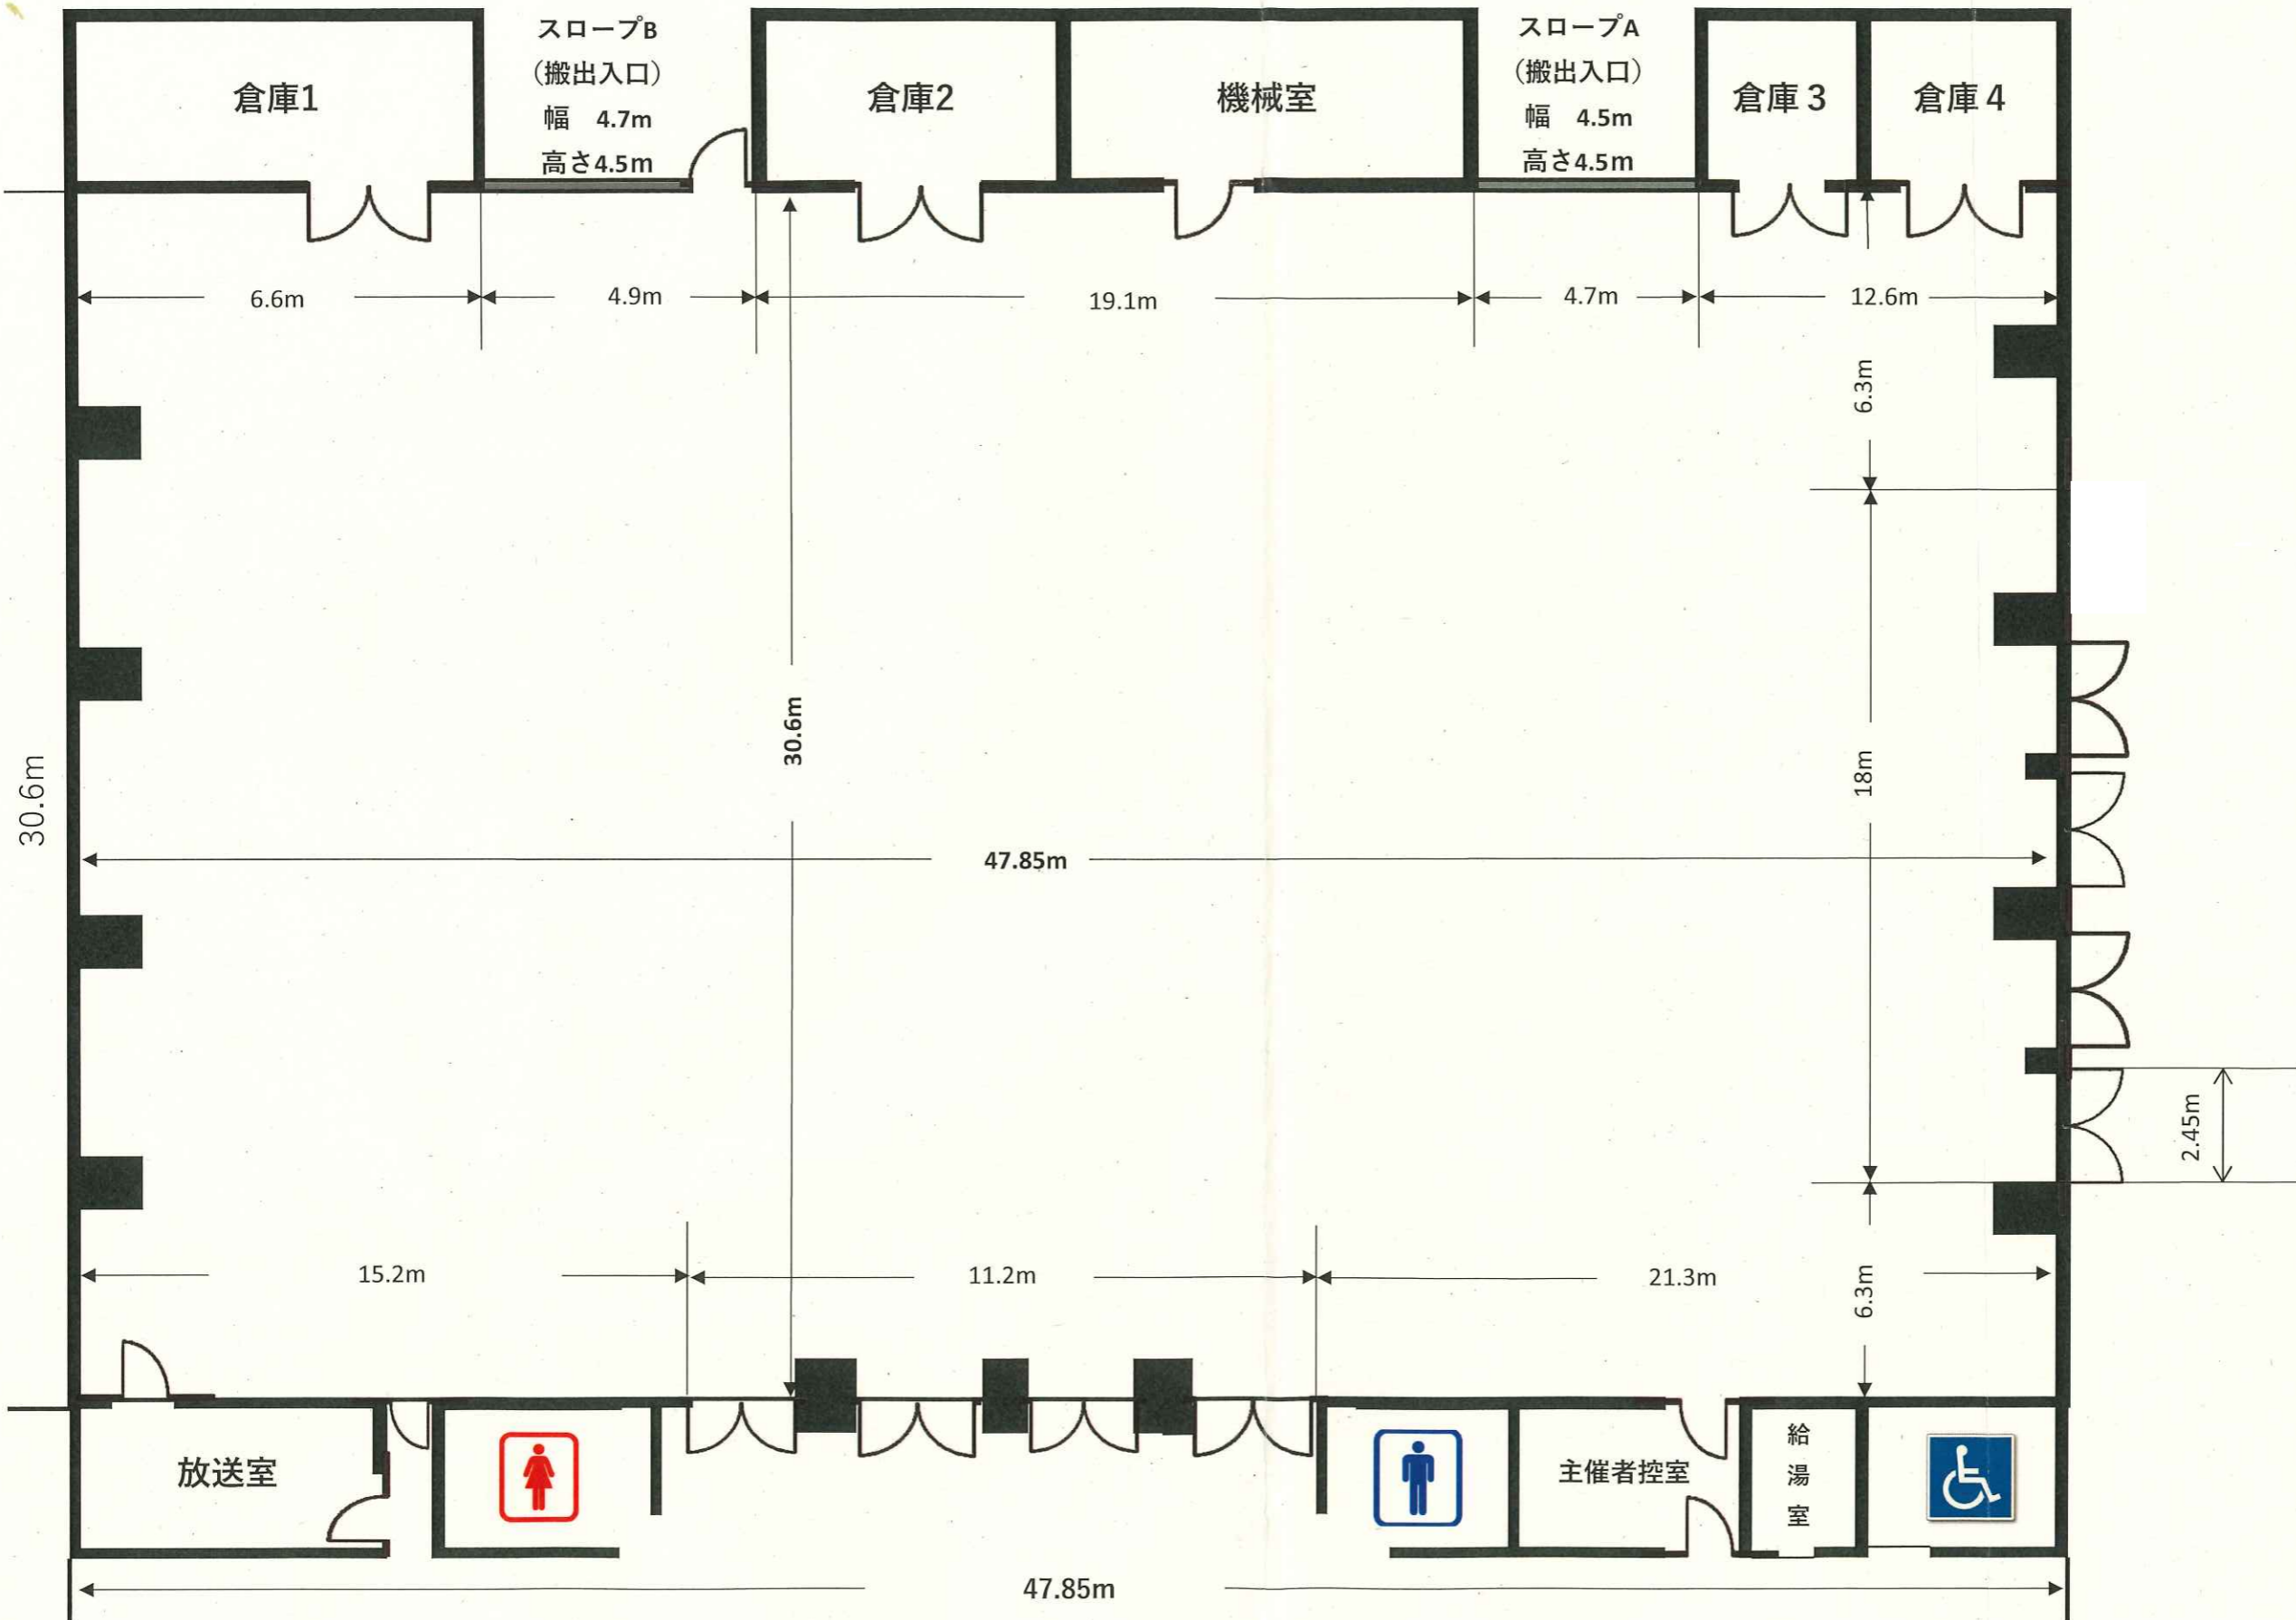 スロープB
(搬出入口)
幅　4.7m
高さ4.5m
スロープA
(搬出入口)
幅　4.5m
高さ4.5m
倉庫1
倉庫2
機械室
倉庫３
倉庫４
6.6m
4.9m
19.1m
4.7m
12.6m
6.3m
30.6m
30.6m
18m
47.85m
2.45m
15.2m
11.2m
21.3m
6.3m
放送室
主催者控室
給
湯
室
47.85m